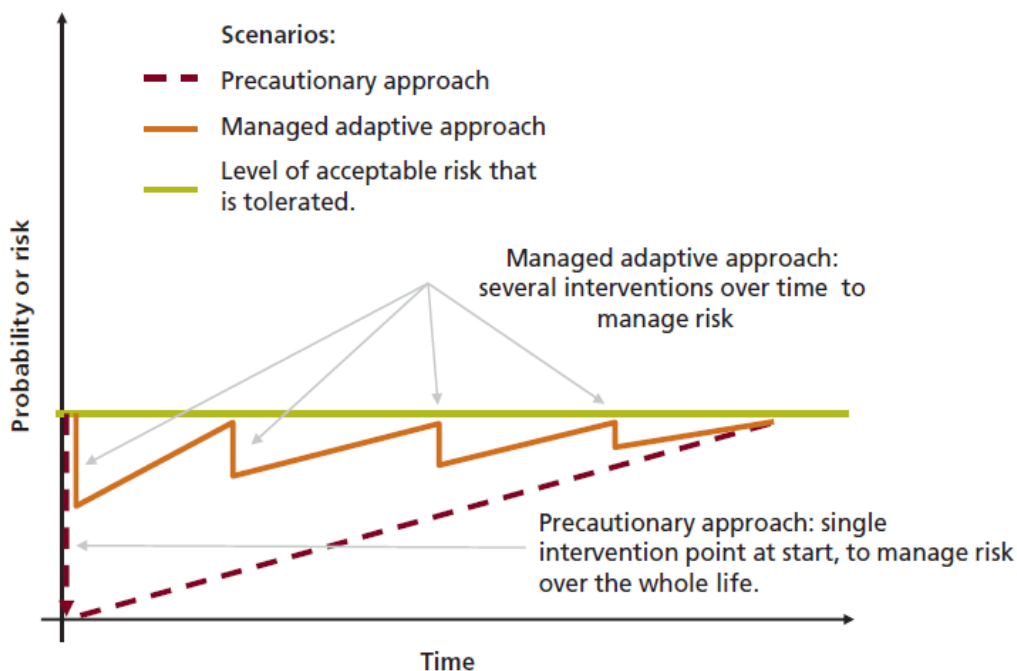 Scenarios:
Precautionary approach
Managed adaptive approach
Level of acceptable risk that
is tolerated.
Probability or risk
Managed adaptive approach:
several interventions over time to
manage risk
Precautionary approach: single
intervention point at start, to manage risk
over the whole life.
Time